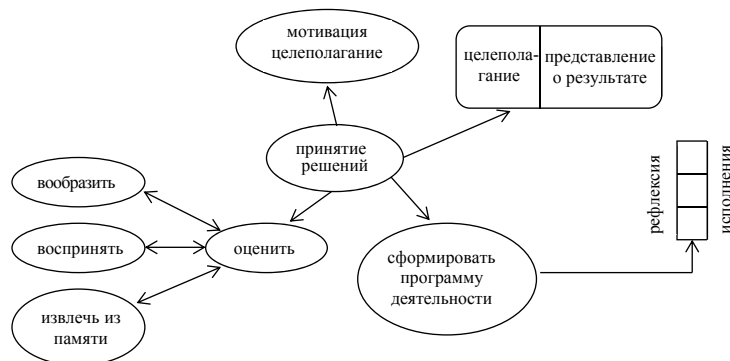 мотивация
целеполагание
целепола-
гание
представление
о результате
принятие
решений
вообразить
воспринять
оценить
извлечь из
памяти
сформировать
программу
деятельности
рефлексия
исполнения